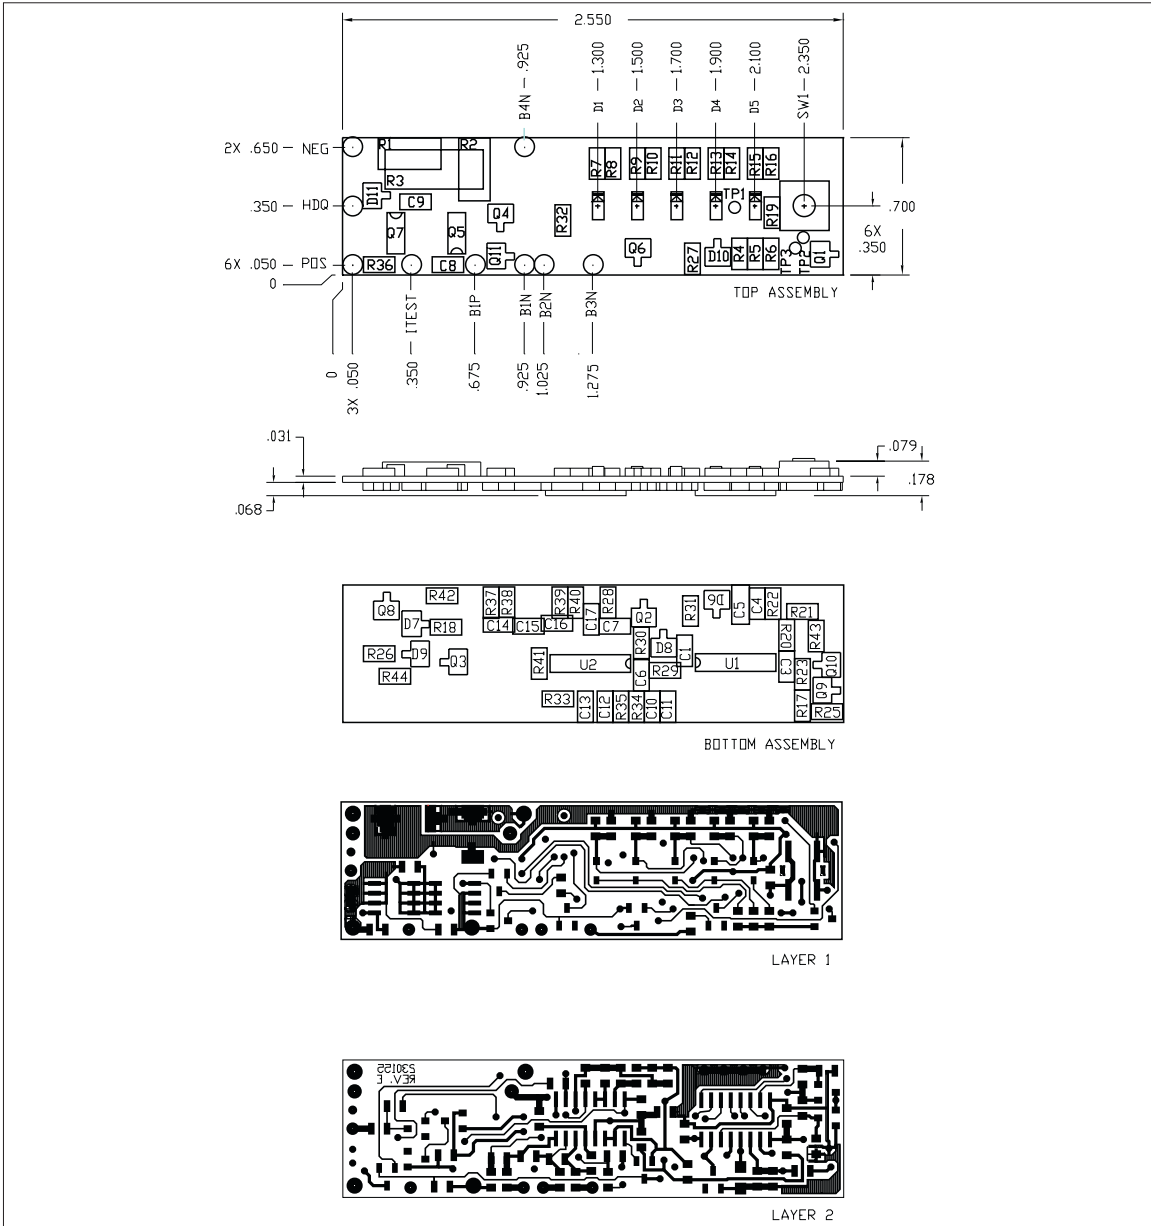 2.550
B4N — .925
D1 — 1.300
D2 — 1.500
D3 — 1.700
D4 — 1.900
D5 — 2.100
SW1 — 2.350
2X .650 — NEG
R1
R2
R3
R7
R8
R9
R10
R11
R12
R13
R14
R15
R16
.350 — HDQ
D11
C9
Q4
R32
TP1
R19
.700
Q7
Q5
Q6
6X
.350
6X .050 — POS
R36
C8
Q11
R27
D10
R4
R5
R6
TP3
TP2
Q1
0
TOP ASSEMBLY
0
3X .050
.350 — ITEST
.675 — B1P
.925 — B1N
1.025 — B2N
1.275 — B3N
.031
.079
.178
.068
Q8
R42
R37
R38
R39
R40
R28
R31
D6
C5
C4
R22
R21
D7
R18
C14
C15
C16
C17
C7
Q2
R20
R43
R26
D9
Q3
R41
U2
R30
D8
C1
U1
C3
R23
Q10
R44
C6
R29
Q9
R33
C13
C12
R35
R34
C10
C11
R17
R25
BOTTOM ASSEMBLY
LAYER 1
230155
REV. E
LAYER 2